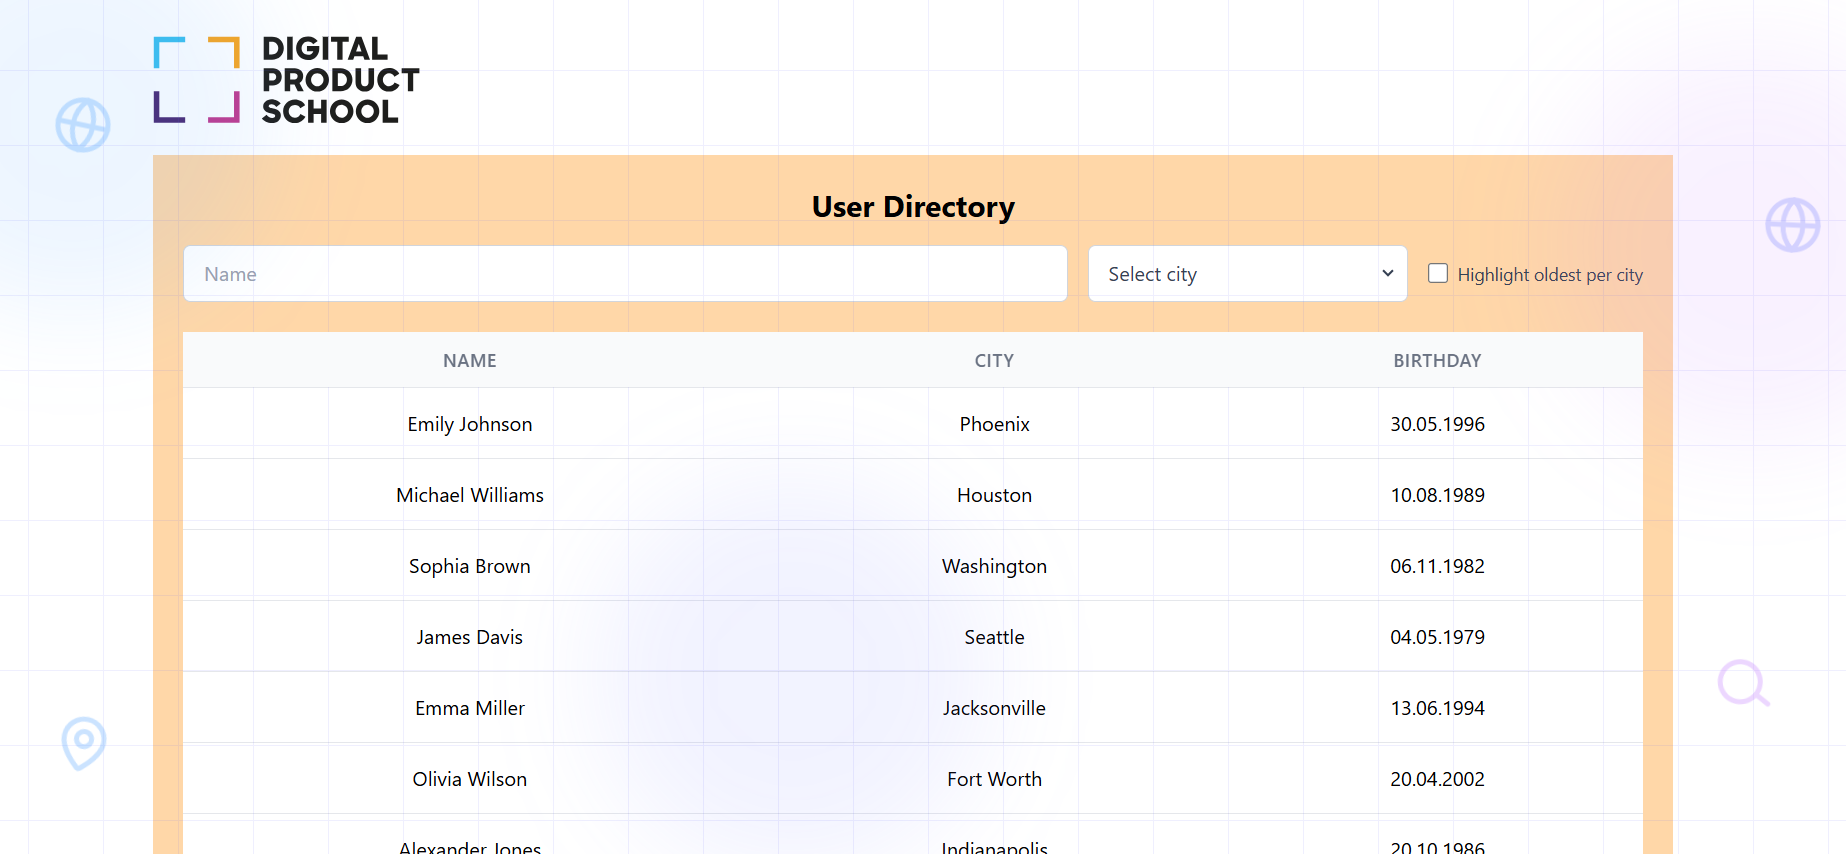 DIGITAL
PRODUCT
SCHOOL
User Directory
Name
Select city
Highlight oldest per city
NAME CITY BIRTHDAY
Emily Johnson Phoenix 30.05.1996
Michael Williams Houston 10.08.1989
Sophia Brown Washington 06.11.1982
James Davis Seattle 04.05.1979
Emma Miller Jacksonville 13.06.1994
Olivia Wilson Fort Worth 20.04.2002
Alexander Jones Indianapolis 20.10.1986